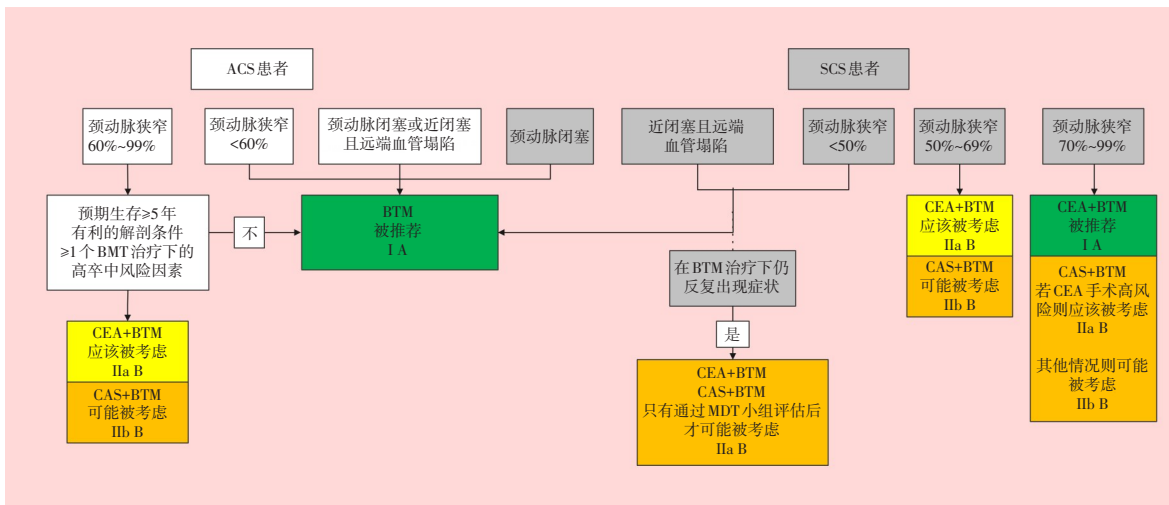 ACS患者
SCS患者
颈动脉狭窄
60%~99%
颈动脉狭窄
<60%
颈动脉闭塞或近闭塞
且远端血管塌陷
颈动脉闭塞
近闭塞且远端
血管塌陷
颈动脉狭窄
<50%
颈动脉狭窄
50%~69%
颈动脉狭窄
70%~99%
预期生存≥5年
有利的解剖条件
≥1个BMT治疗下的
高卒中风险因素
不
BTM
被推荐
I A
在BTM治疗下仍
反复出现症状
是
CEA+BTM
应该被考虑
IIa B
CAS+BTM
可能被考虑
IIb B
CEA+BTM
CAS+BTM
只有通过MDT小组评估后
才可能被考虑
IIa B
CEA+BTM
应该被考虑
IIa B
CAS+BTM
可能被考虑
IIb B
CEA+BTM
被推荐
I A
CAS+BTM
若CEA手术高风
险则应该被考虑
IIa B
其他情况则可能
被考虑
IIb B